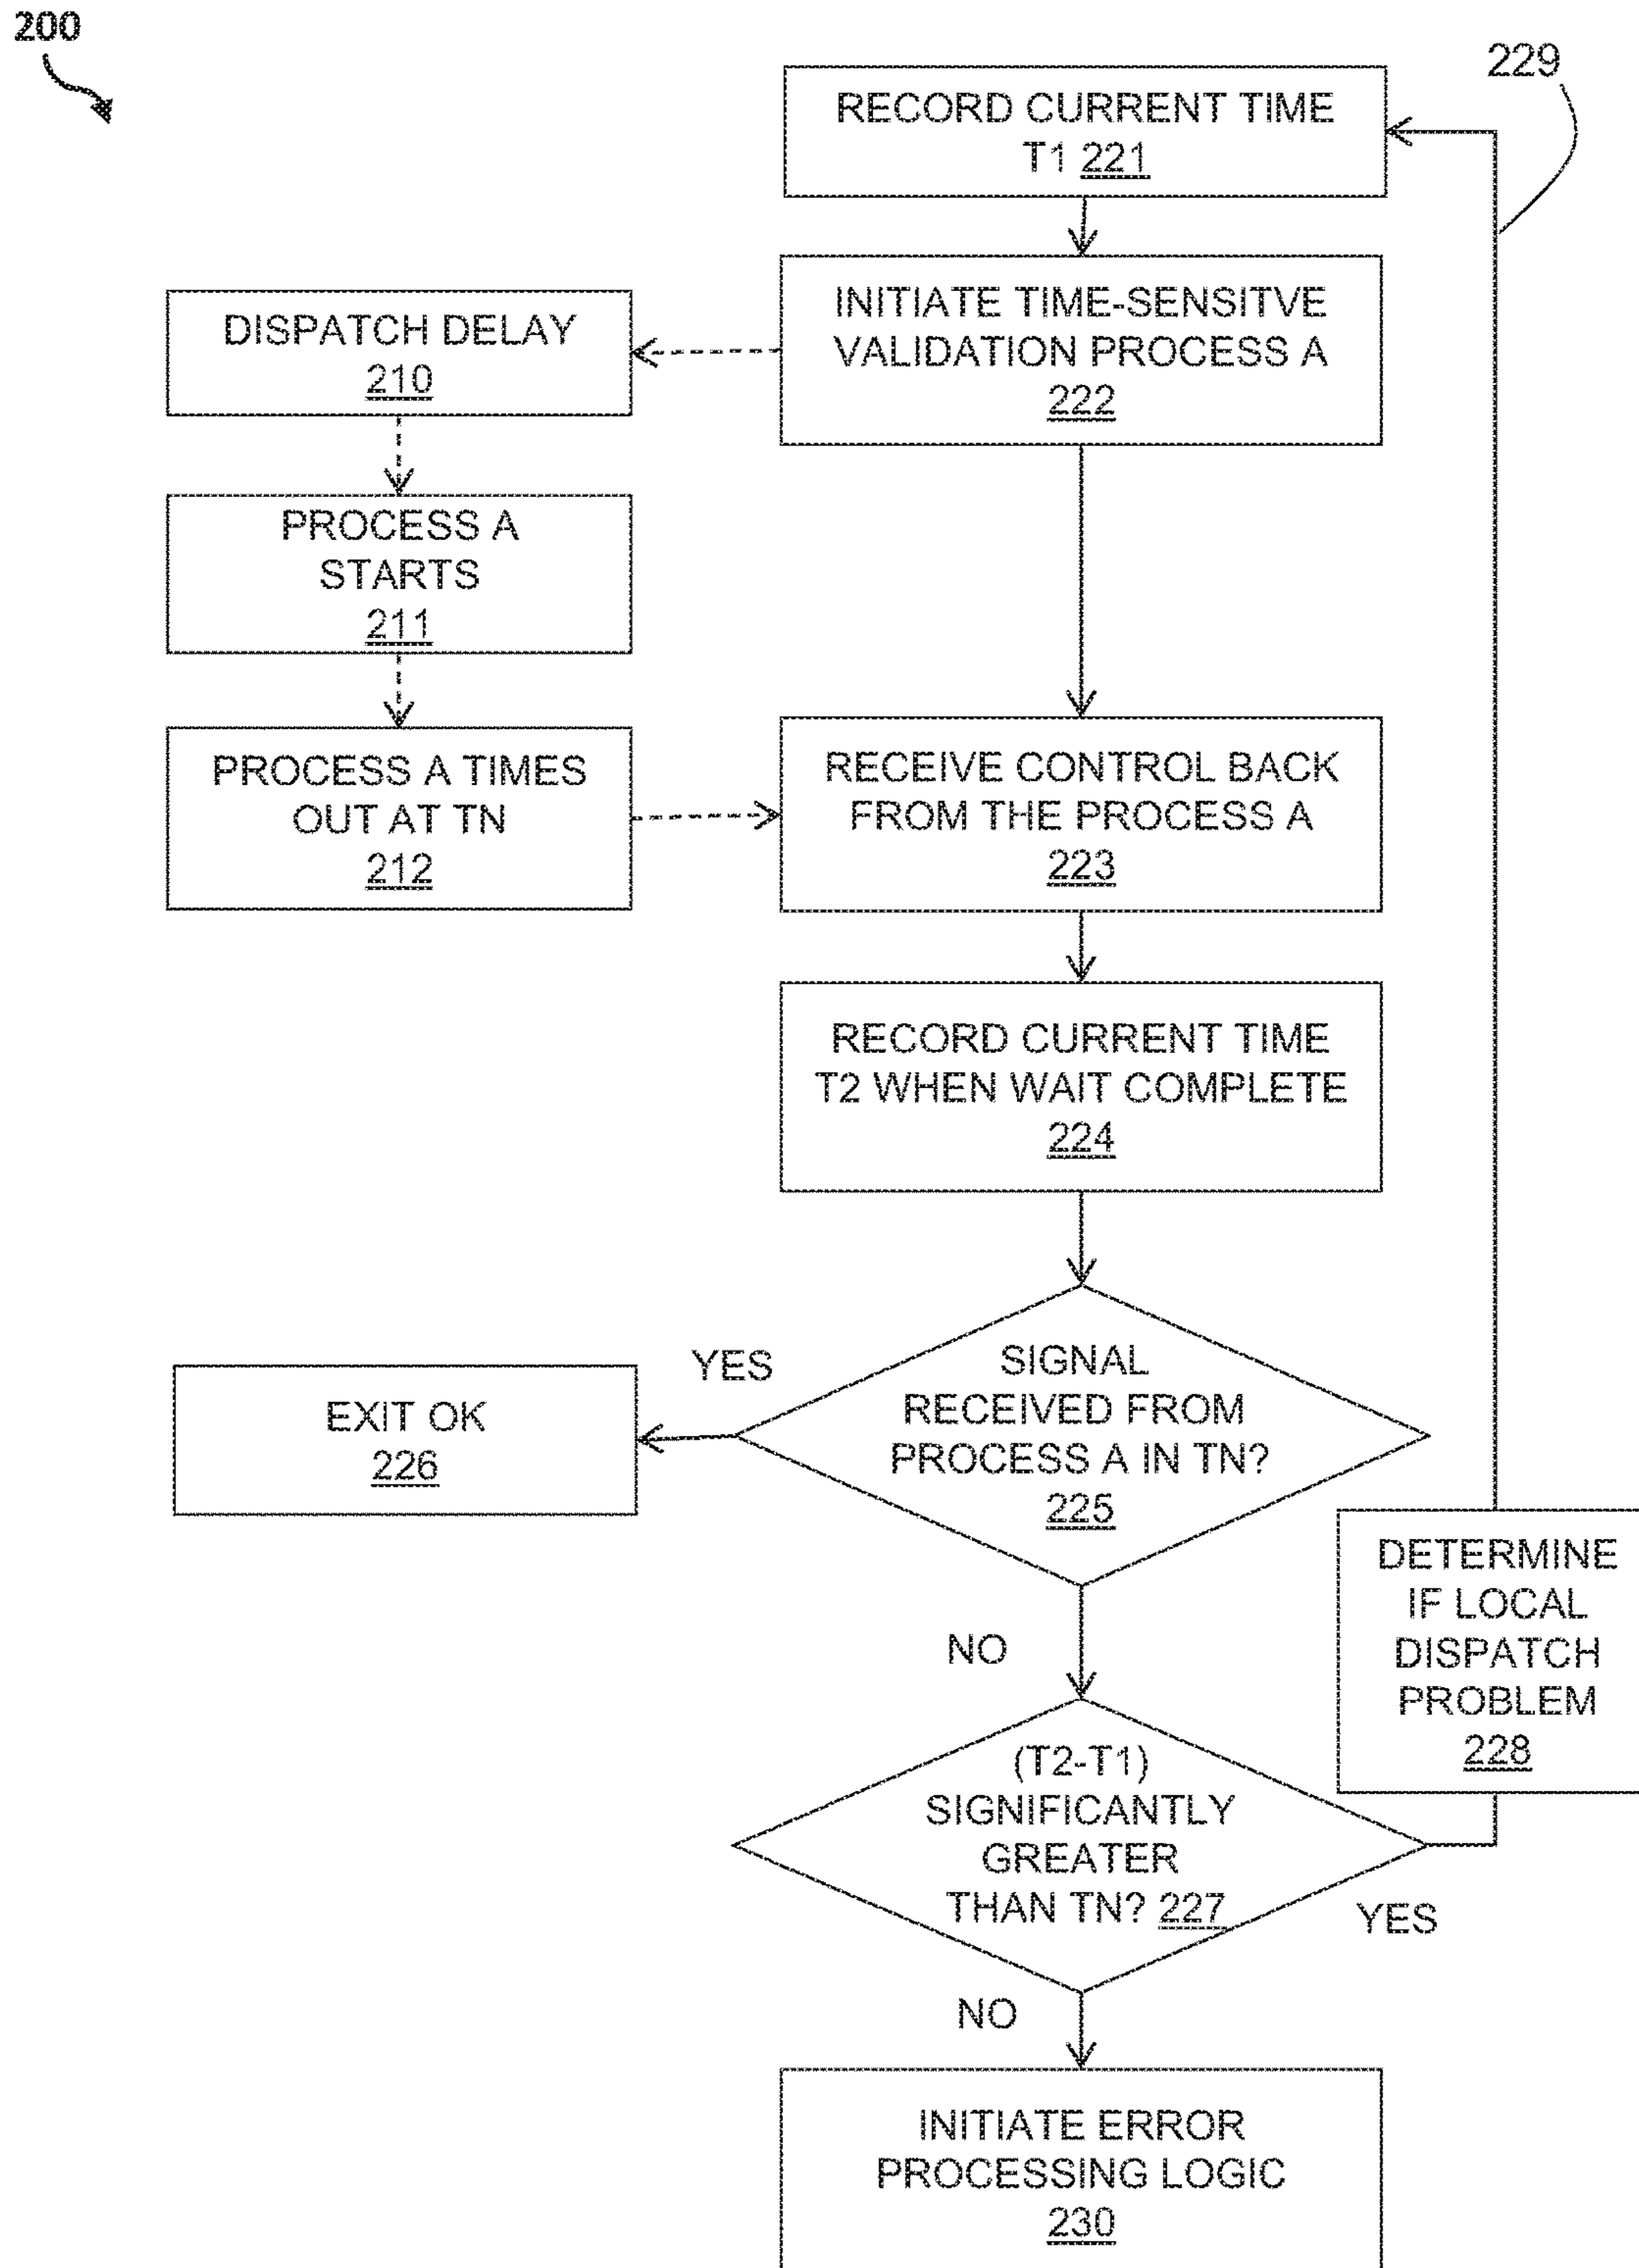 200
229
RECORD CURRENT TIME
T1 221
INITIATE TIME-SENSITVE
VALIDATION PROCESS A
222
DISPATCH DELAY
210
PROCESS A
STARTS
211
PROCESS A TIMES
OUT AT TN
212
RECEIVE CONTROL BACK
FROM THE PROCESS A
223
RECORD CURRENT TIME
T2 WHEN WAIT COMPLETE
224
SIGNAL
RECEIVED FROM
PROCESS A IN TN?
225
YES
EXIT OK
226
NO
(T2-T1)
SIGNIFICANTLY
GREATER
THAN TN? 227
YES
DETERMINE
IF LOCAL
DISPATCH
PROBLEM
228
NO
INITIATE ERROR
PROCESSING LOGIC
230